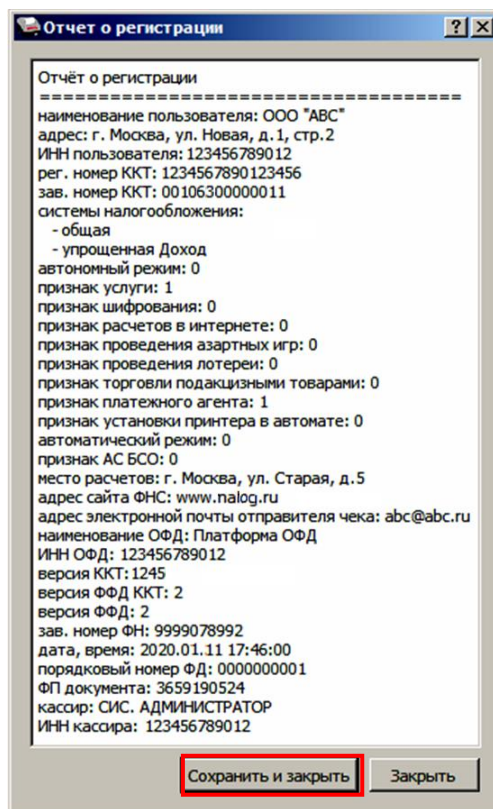 Отчет о регистрации
Отчёт о регистрации
=====================================
наименование пользователя: ООО "АВС"
адрес: г. Москва, ул. Новая, д.1, стр.2
ИНН пользователя: 123456789012
рег. номер ККТ: 1234567890123456
зав. номер ККТ: 00106300000011
системы налогообложения:
- общая
- упрощенная Доход
автономный режим: 0
признак услуги: 1
признак шифрования: 0
признак расчетов в интернете: 0
признак проведения азартных игр: 0
признак проведения лотереи: 0
признак торговли подакцизными товарами: 0
признак платежного агента: 1
признак установки принтера в автомате: 0
автоматический режим: 0
признак АС БСО: 0
место расчетов: г. Москва, ул. Старая, д.5
адрес сайта ФНС: www.nalog.ru
адрес электронной почты отправителя чека: abc@abc.ru
наименование ОФД: Платформа ОФД
ИНН ОФД: 123456789012
версия ККТ: 1245
версия ФФД ККТ: 2
версия ФФД: 2
зав. номер ФН: 9999078992
дата, время: 2020.01.11 17:46:00
порядковый номер ФД: 0000000001
ФП документа: 3659190524
кассир: СИС. АДМИНИСТРАТОР
ИНН кассира: 123456789012
Сохранить и закрыть Закрыть